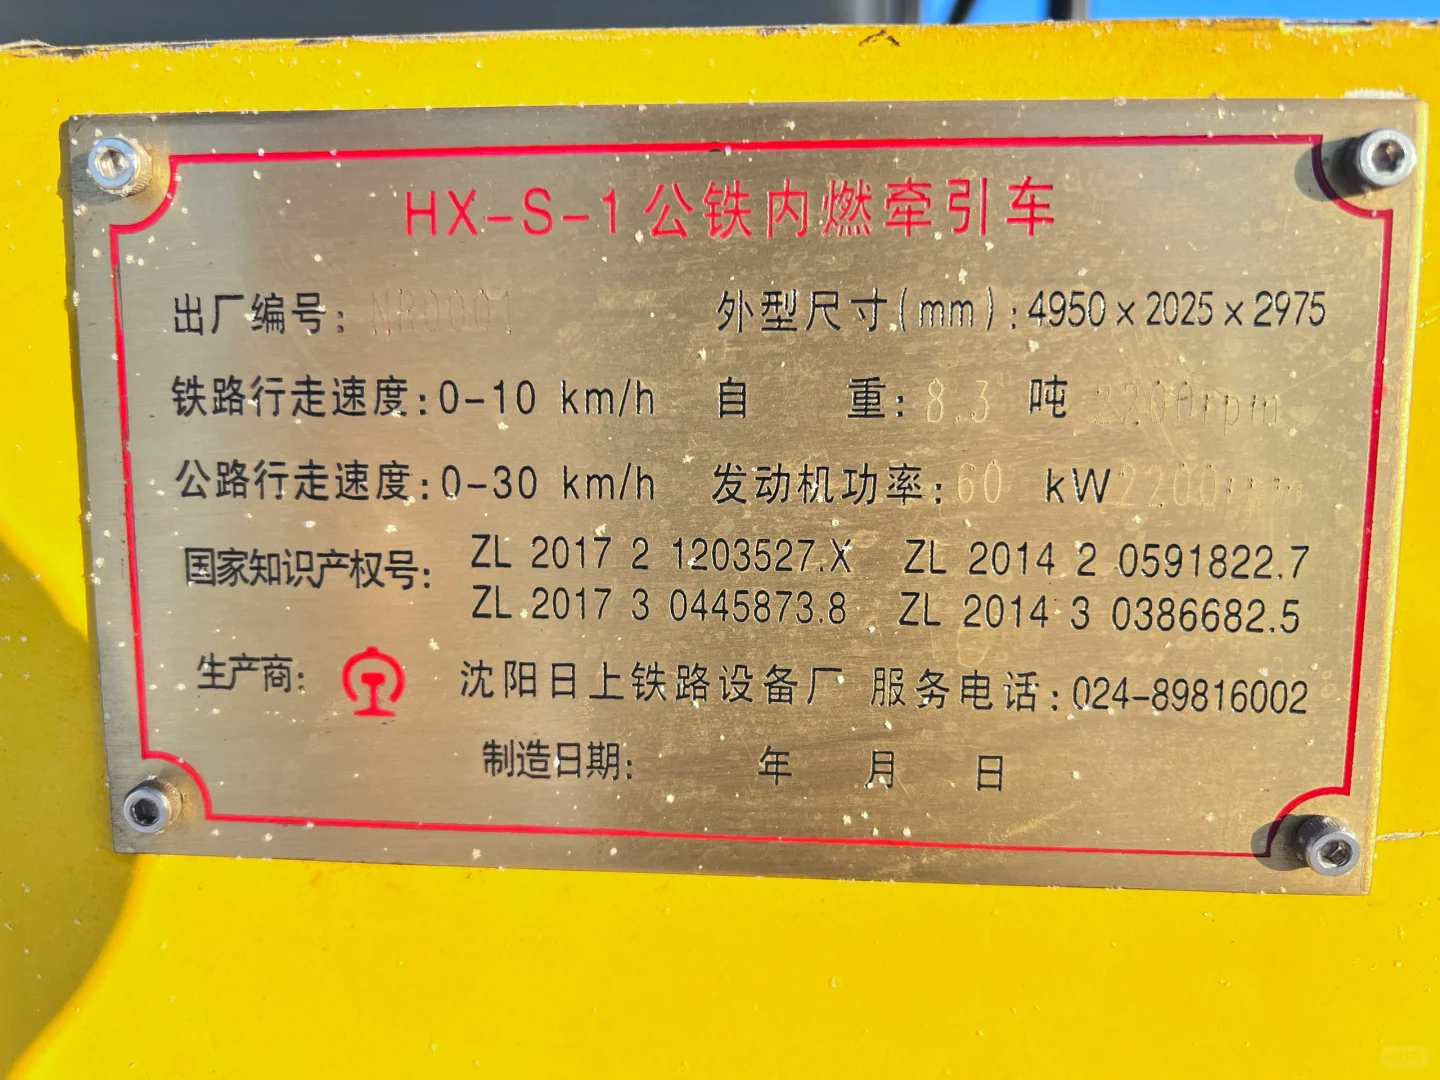 HX-S-1公铁内燃牵引车
出厂编号: NR0001 外型尺寸(mm):4950×2025×2975
铁路行走速度:0-10 km/h 自 重: 8.3 吨 2200rpm
公路行走速度:0-30 km/h 发动机功率: 60 kW 2200rpm
国家知识产权号: ZL 2017 2 1203527.X ZL 2014 2 0591822.7
ZL 2017 3 0445873.8 ZL 2014 3 0386682.5
生产商: 沈阳日上铁路设备厂 服务电话:024-89816002
制造日期: 年 月 日